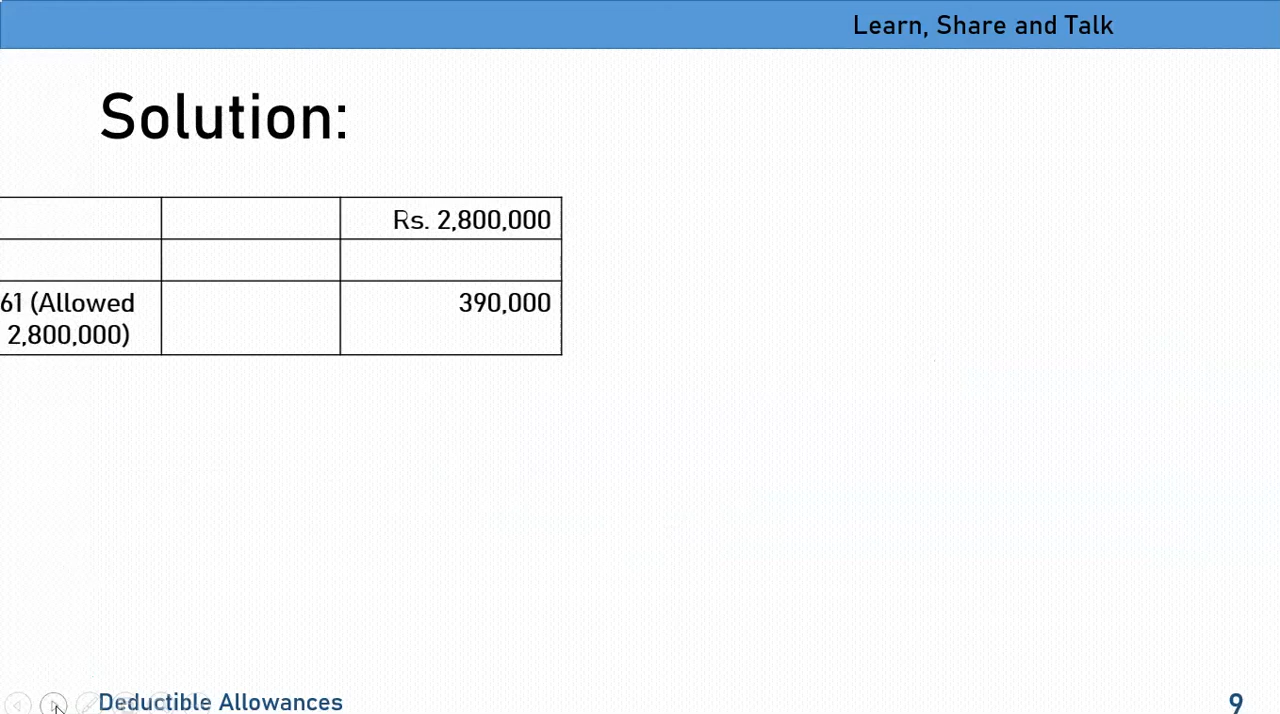 Learn, Share and Talk
Solution:
Rs. 2,800,000
61 (Allowed 390,000
2,800,000)
Deductible Allowances 9